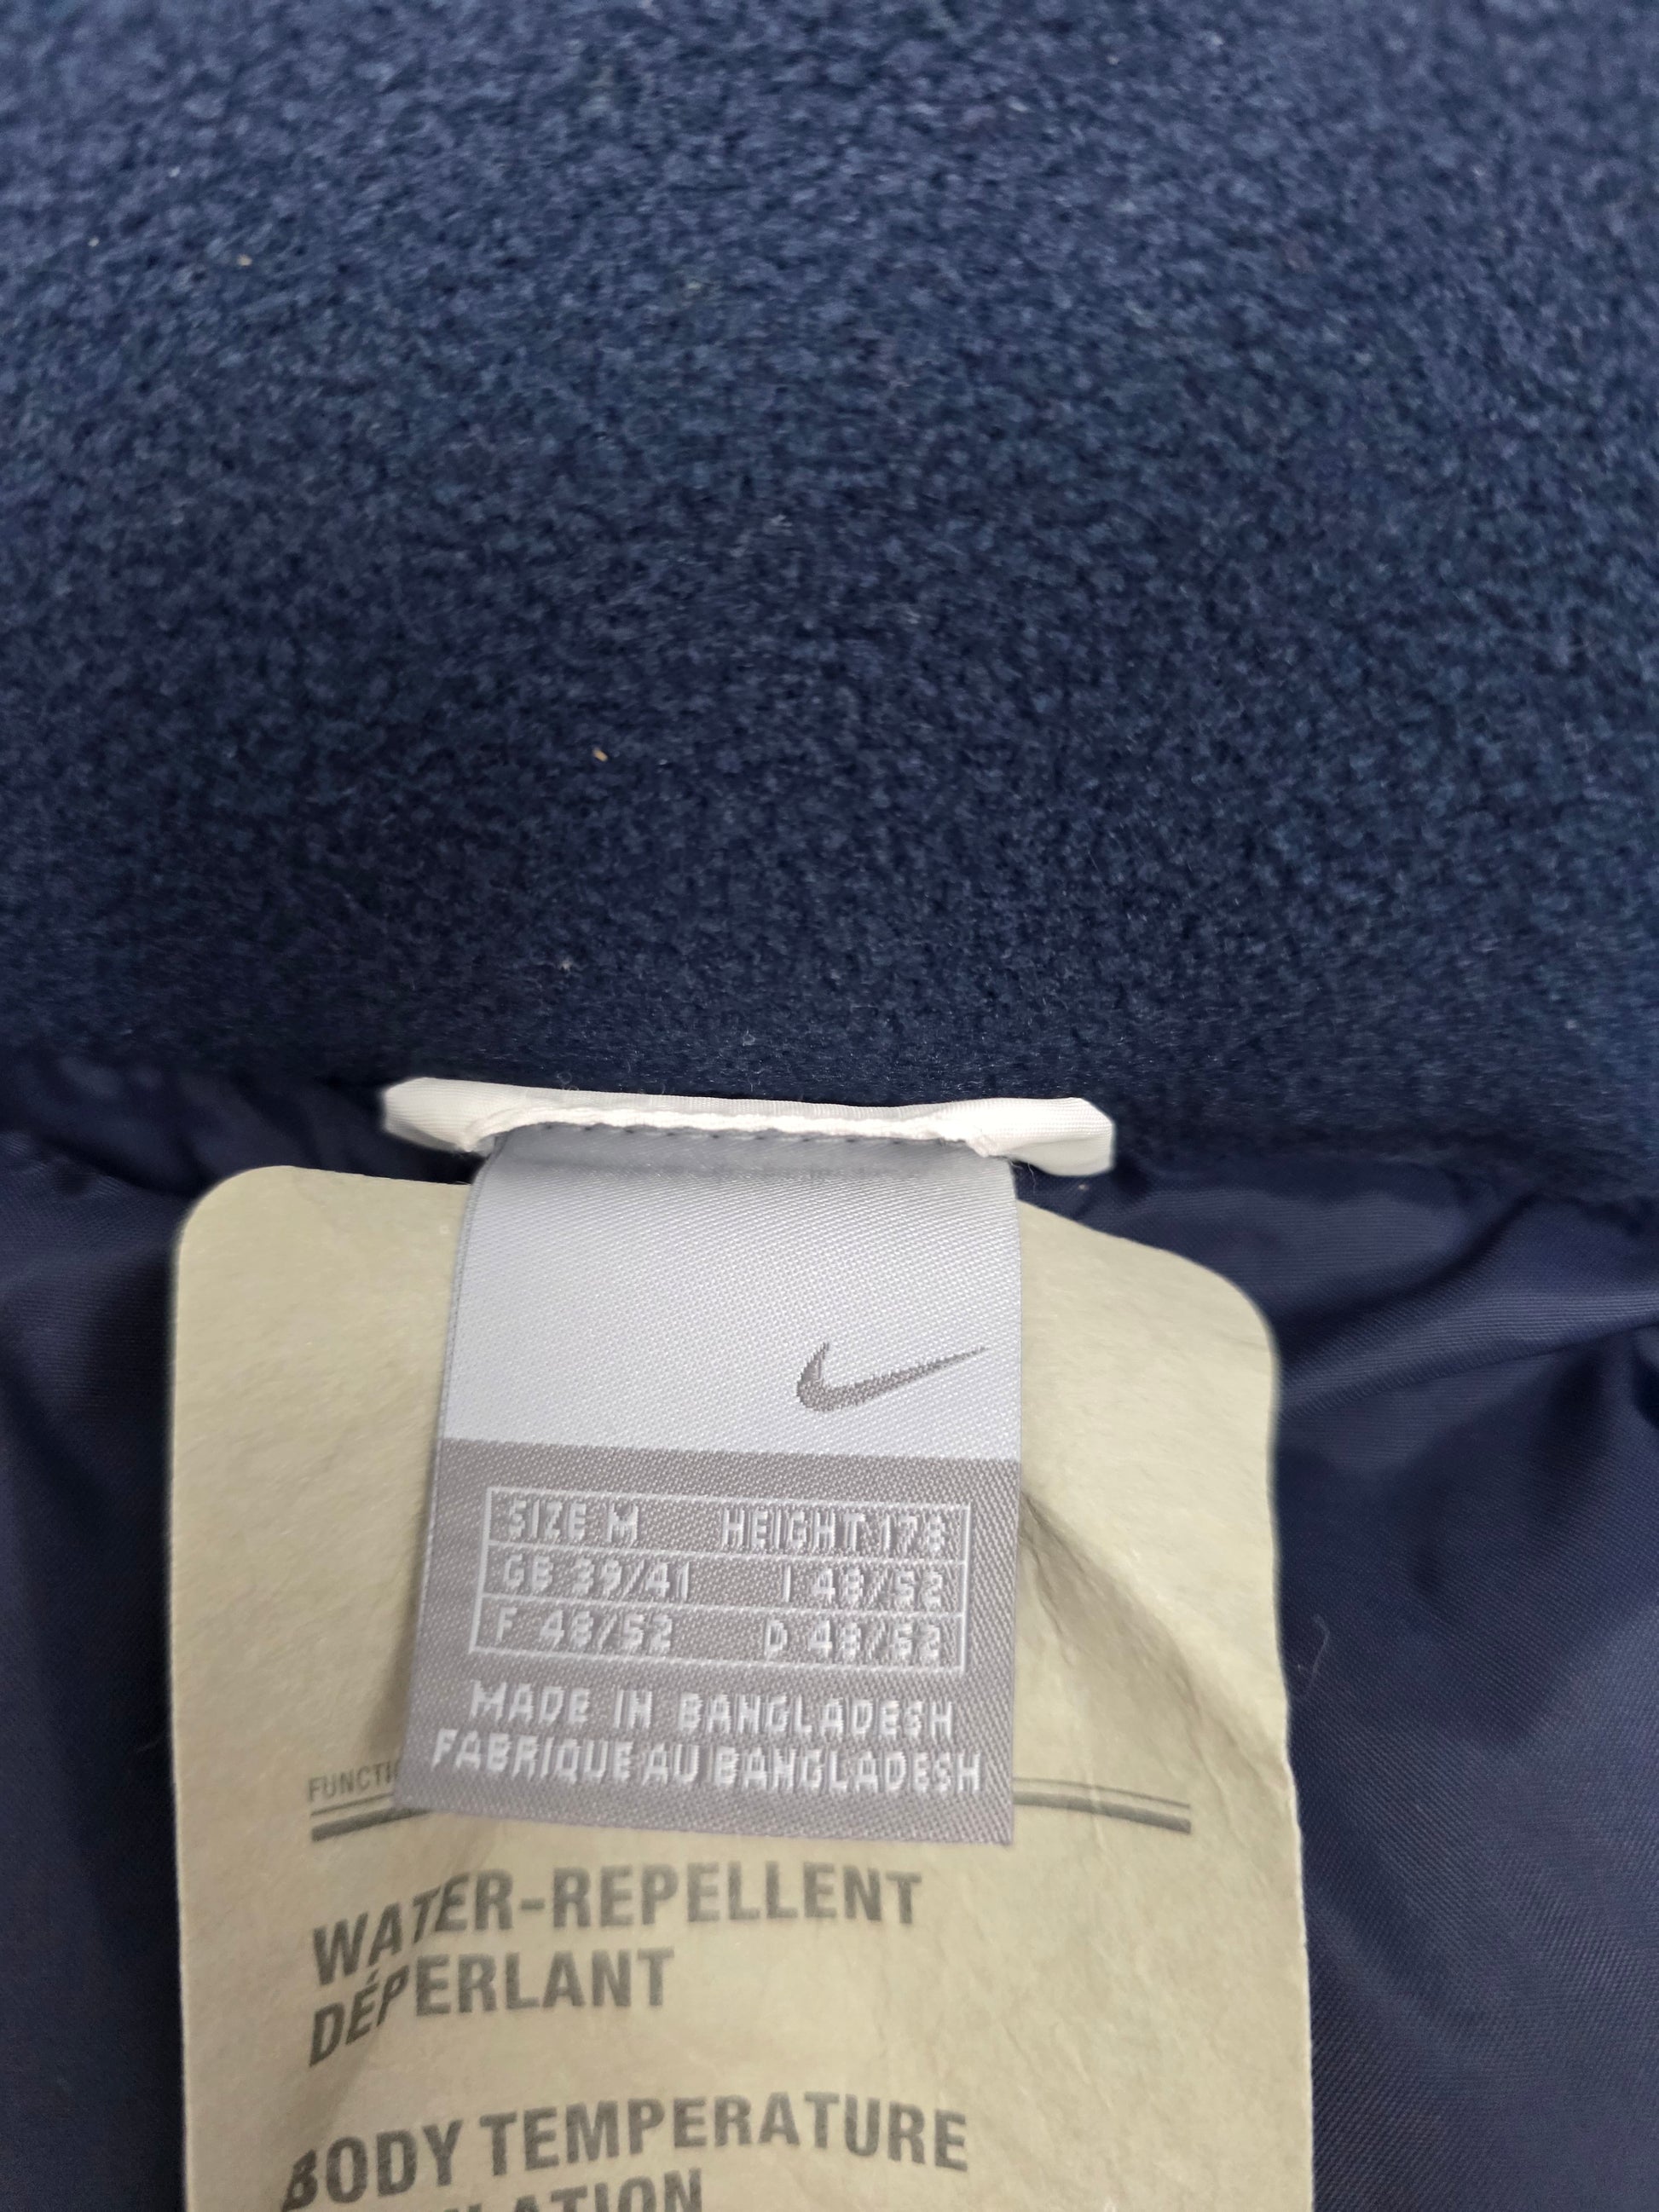 SIZE M HEIGHT 178
GB 39/41 I 48/52
F 48/52 D 48/52
MADE IN BANGLADESH
FABRIQUE AU BANGLADESH
WATER-REPELLENT
DÉPERLANT
BODY TEMPERATURE